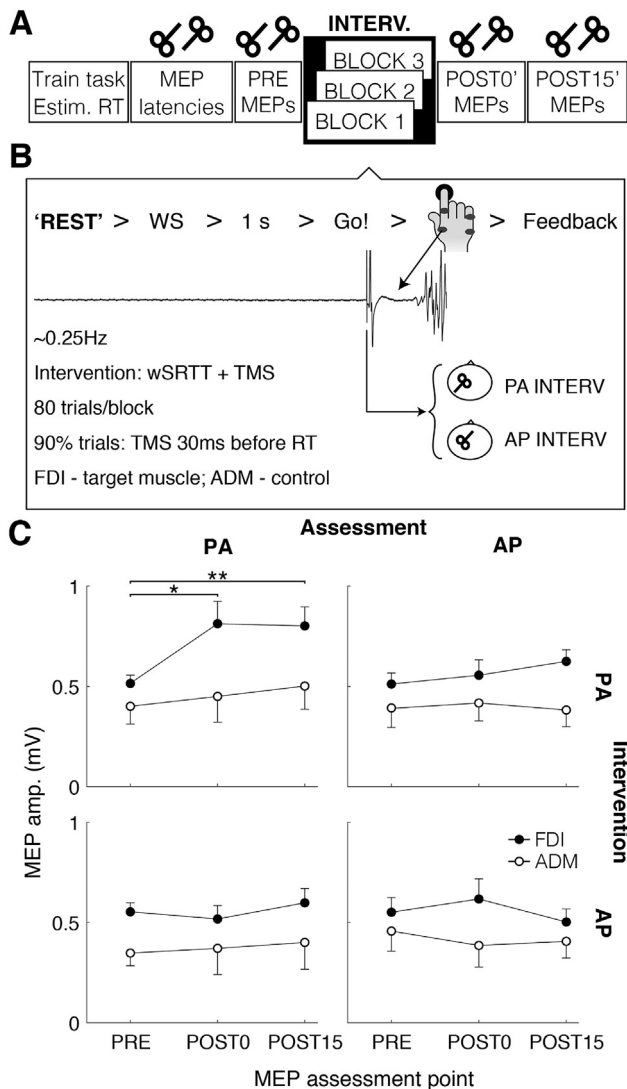 A
INTERV.
Train task
Estim. RT
MEP
latencies
PRE
MEPs
BLOCK 3
BLOCK 2
BLOCK 1
POST0'
MEPs
POST15'
MEPs
B
'REST' > WS > 1 s > Go! > > Feedback
~0.25Hz
Intervention: wSRTT + TMS
80 trials/block
90% trials: TMS 30ms before RT
FDI - target muscle; ADM - control
PA INTERV
AP INTERV
C
Assessment
PA
AP
**
*
1
0.5
0
PA
Intervention
MEP amp. (mV)
1
0.5
0
FDI
ADM
AP
PRE POST0 POST15
PRE POST0 POST15
MEP assessment point